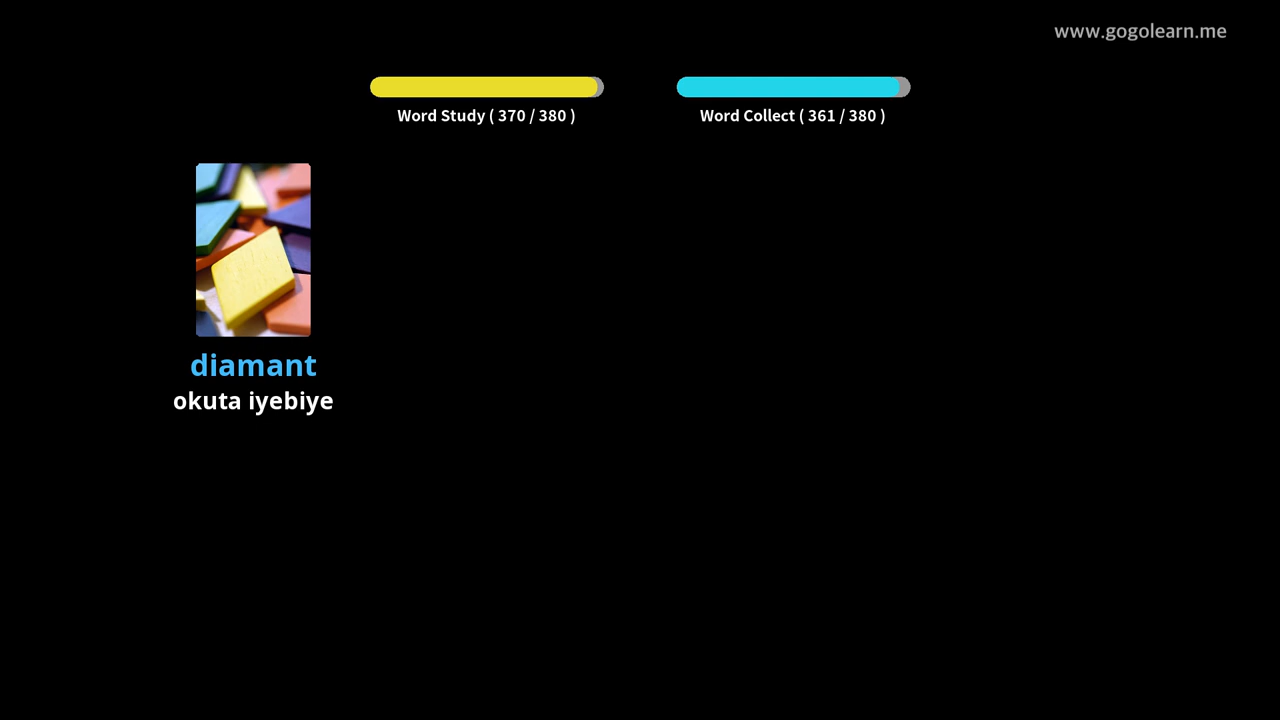 www.gogolearn.me
Word Study ( 370 / 380 )
Word Collect ( 361 / 380 )
diamant
okuta iyebiye